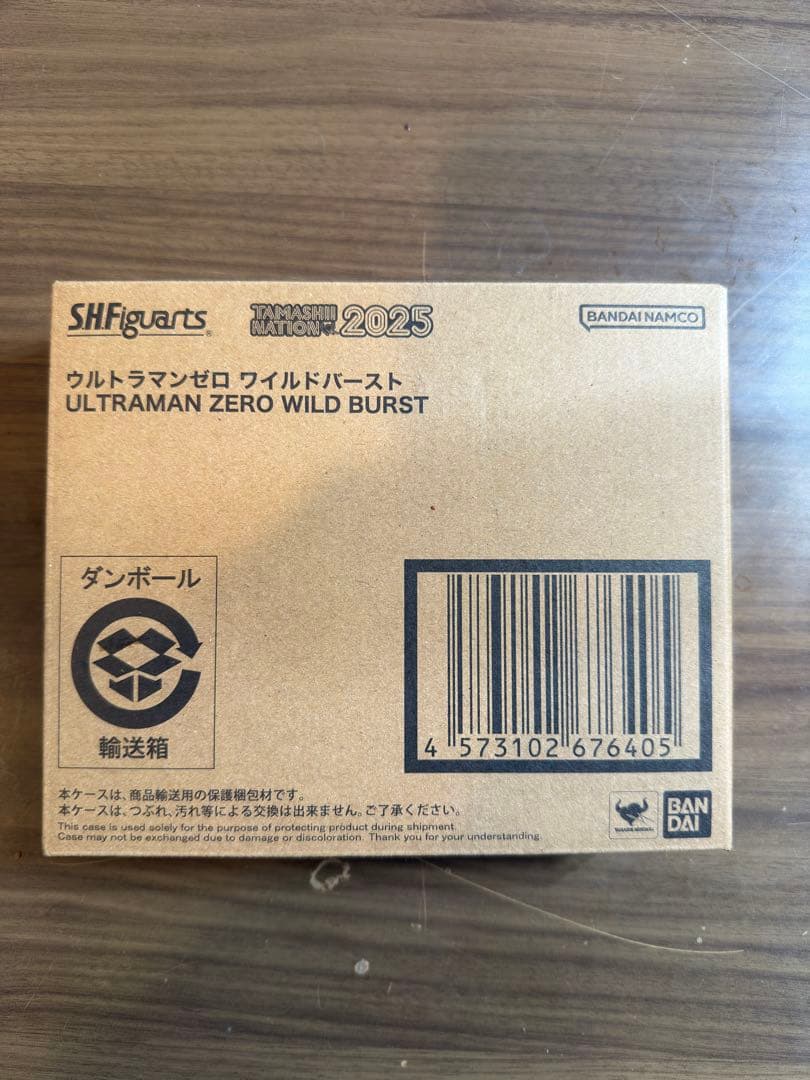 S.H.Figuarts®
TAMASHII NATION 2025
BANDAI NAMCO
ウルトラマンゼロ ワイルドバースト
ULTRAMAN ZERO WILD BURST
ダンボール
輸送箱
4 573102 676405
本ケースは、商品輸送用の保護梱包材です。
本ケースは、つぶれ、汚れ等による交換は出来ません。ご了承ください。
This case is used solely for the purpose of protecting product during shipment.
Case may not be exchanged due to damage or discoloration. Thank you for your understanding.
TAMASHII NATIONS
BAN
DAI